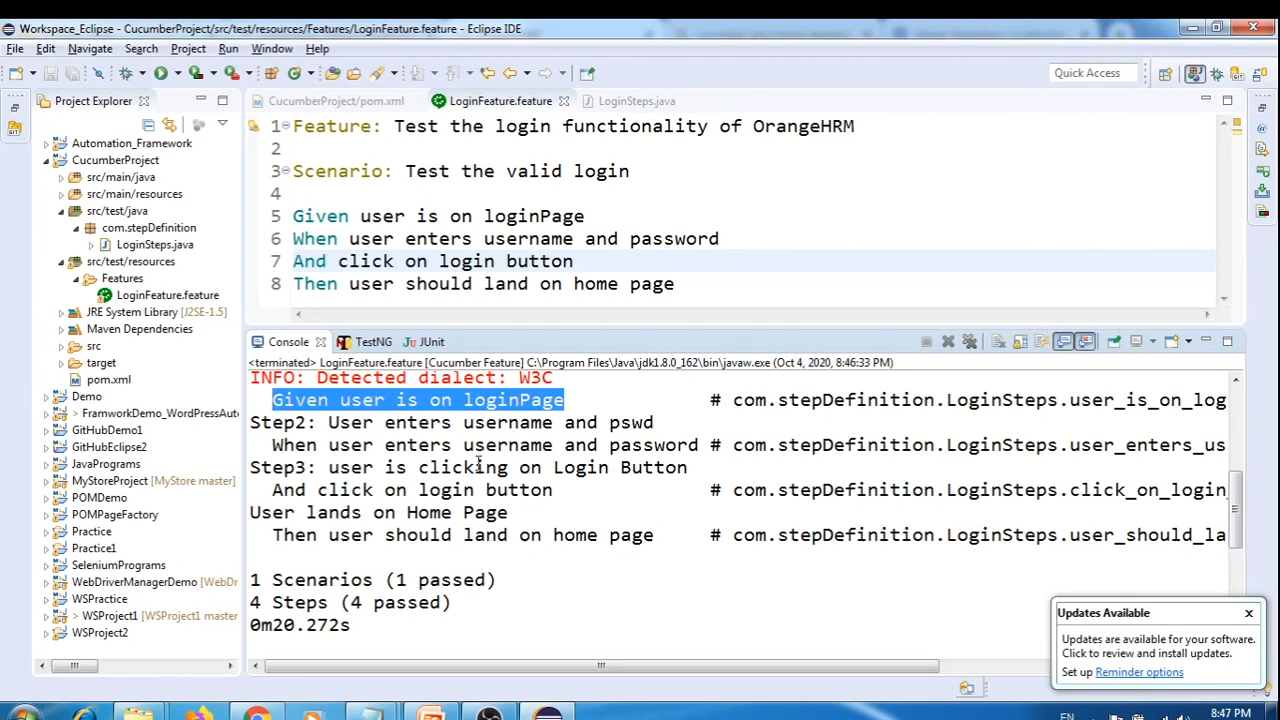 Workspace_Eclipse - CucumberProject/src/test/resources/Features/LoginFeature.feature - Eclipse IDE
File Edit Navigate Search Project Run Window Help
Quick Access
Project Explorer
Automation_Framework
CucumberProject
src/main/java
src/main/resources
src/test/java
com.stepDefinition
LoginSteps.java
src/test/resources
Features
LoginFeature.feature
JRE System Library [J2SE-1.5]
Maven Dependencies
src
target
pom.xml
Demo
> FramworkDemo_WordPressAuto
GitHubDemo1
GitHubEclipse2
JavaPrograms
MyStoreProject [MyStore master]
POMDemo
POMPageFactory
Practice
Practice1
SeleniumPrograms
WebDriverManagerDemo [WebDri
WSPractice
> WSProject1 [WSProject1 master
WSProject2
CucumberProject/pom.xml LoginFeature.feature LoginSteps.java
1 Feature: Test the login functionality of OrangeHRM
2
3 Scenario: Test the valid login
4
5 Given user is on loginPage
6 When user enters username and password
7 And click on login button
8 Then user should land on home page
Console TestNG JUnit
<terminated> LoginFeature.feature [Cucumber Feature] C:\Program Files\Java\jdk1.8.0_162\bin\javaw.exe (Oct 4, 2020, 8:46:33 PM)
INFO: Detected dialect: W3C
Given user is on loginPage # com.stepDefinition.LoginSteps.user_is_on_log
Step2: User enters username and pswd
When user enters username and password # com.stepDefinition.LoginSteps.user_enters_us
Step3: user is clicking on Login Button
And click on login button # com.stepDefinition.LoginSteps.click_on_login_
User lands on Home Page
Then user should land on home page # com.stepDefinition.LoginSteps.user_should_la
1 Scenarios (1 passed)
4 Steps (4 passed)
0m20.272s
Updates Available
Updates are available for your software.
Click to review and install updates.
Set up Reminder options
EN
8:47 PM